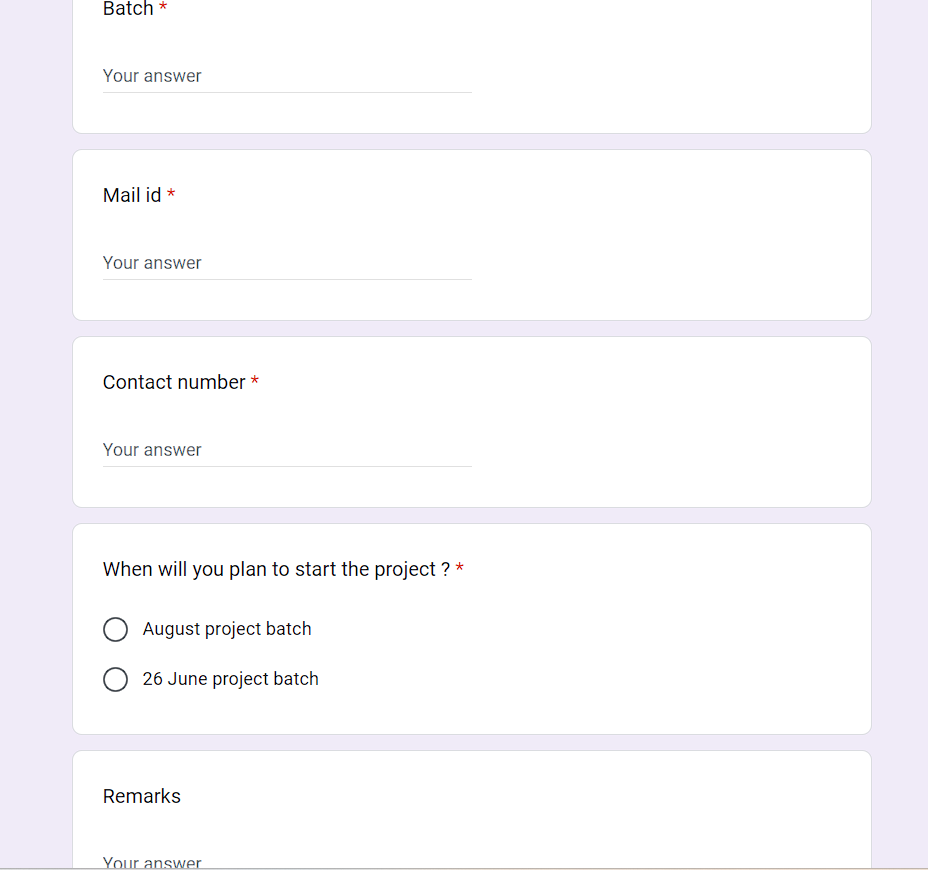 Batch *
Your answer
Mail id *
Your answer
Contact number *
Your answer
When will you plan to start the project ? *
August project batch
26 June project batch
Remarks
Your answer